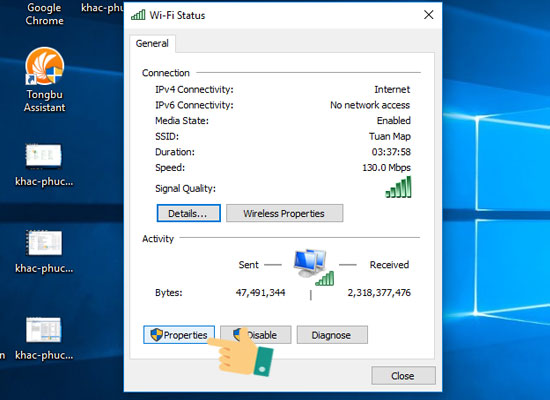 Google
Chrome
khac-phu
Tongbu
Assistant
khac-phuc...
khac-phuc...
n
khac-phuc...
Wi-Fi Status
General
Connection
IPv4 Connectivity: Internet
IPv6 Connectivity: No network access
Media State: Enabled
SSID: Tuan Map
Duration: 03:37:58
Speed: 130.0 Mbps
Signal Quality:
Details... Wireless Properties
Activity
Sent Received
Bytes: 47,491,344 2,318,377,476
Properties Disable Diagnose
Close